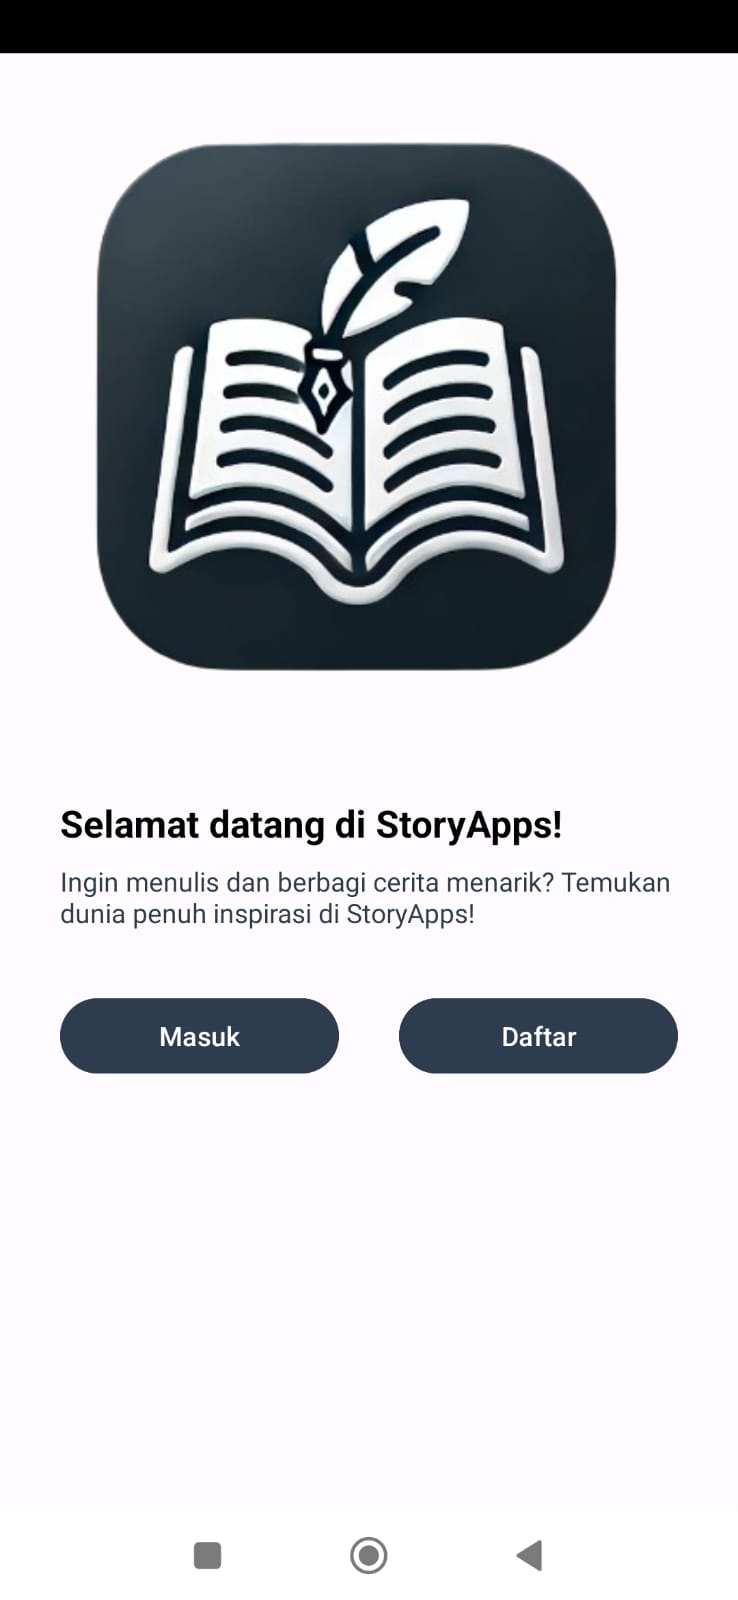 Selamat datang di StoryApps!
Ingin menulis dan berbagi cerita menarik? Temukan
dunia penuh inspirasi di StoryApps!
Masuk
Daftar